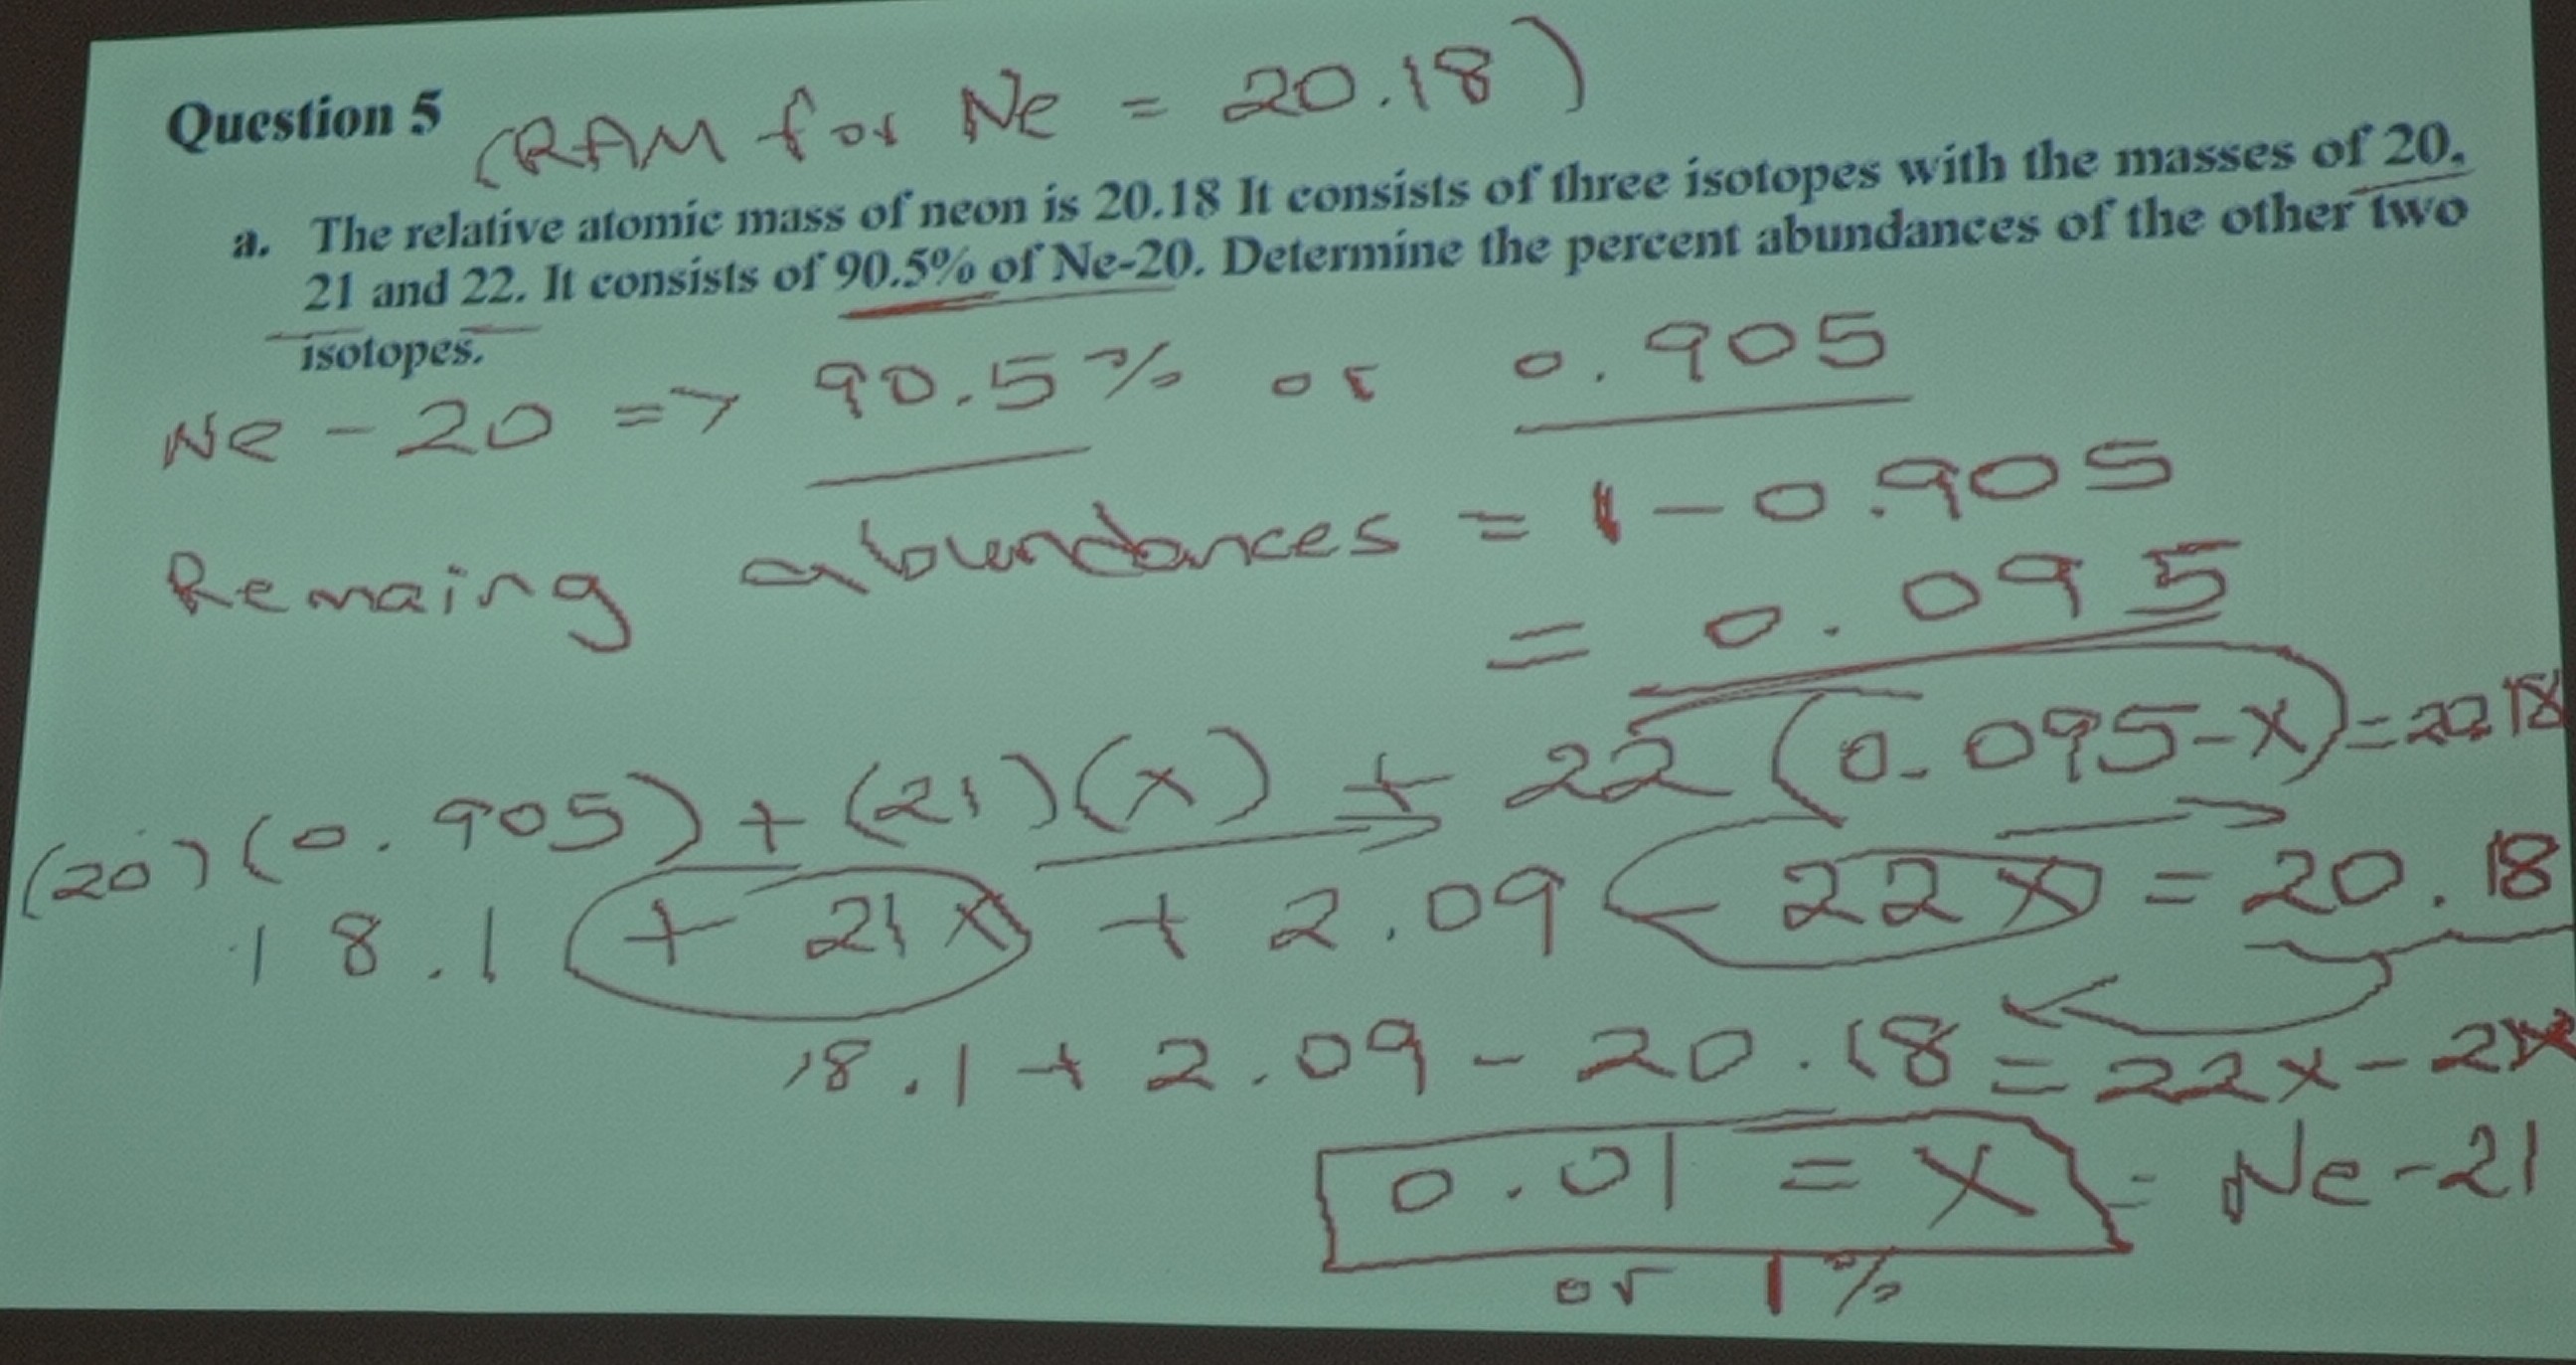 Question 5 (RAM for Ne = 20.18)
a. The relative atomic mass of neon is 20.18 It consists of three isotopes with the masses of 20,
21 and 22. It consists of 90.5% of Ne-20. Determine the percent abundances of the other two
isotopes.
Ne - 20 => 90.5% or 0.905
Remaing abundances = 1 - 0.905
= 0.095
(20)(0.905) + (21)(x) + 22 (0.095-x) =
18.1 + 21x + 2.09 - 22x = 20.18
18.1 + 2.09 - 20.18 = 22x - 21x
0.01 = x = Ne-21
or 1%